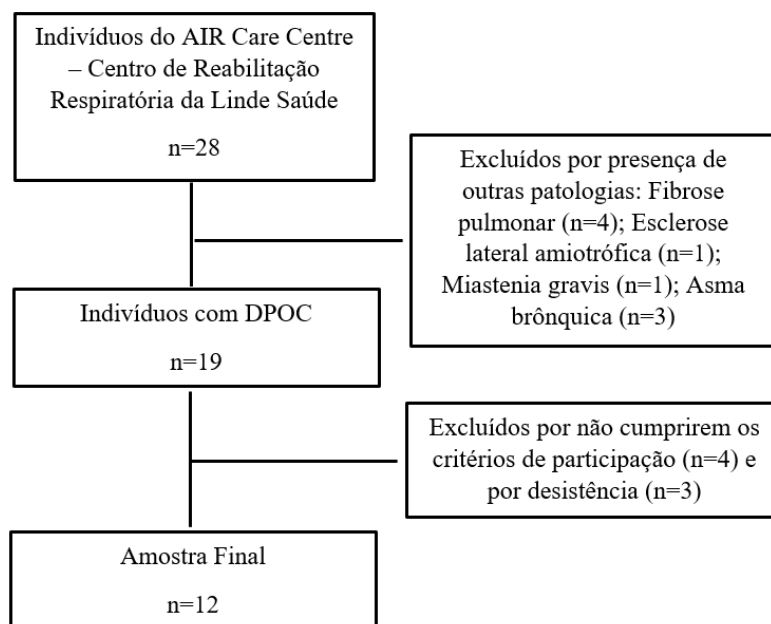 Indivíduos do AIR Care Centre
– Centro de Reabilitação
Respiratória da Linde Saúde
n=28
Excluídos por presença de
outras patologias: Fibrose
pulmonar (n=4); Esclerose
lateral amiotrófica (n=1);
Miastenia gravis (n=1); Asma
brônquica (n=3)
Indivíduos com DPOC
n=19
Excluídos por não cumprirem os
critérios de participação (n=4) e
por desistência (n=3)
Amostra Final
n=12